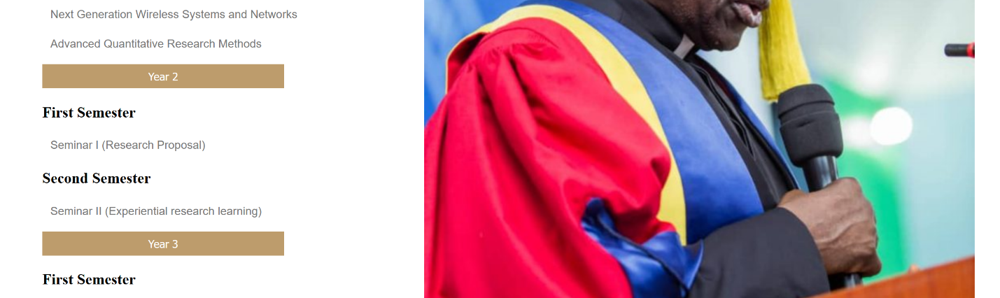 Next Generation Wireless Systems and Networks
Advanced Quantitative Research Methods
Year 2
First Semester
Seminar I (Research Proposal)
Second Semester
Seminar II (Experiential research learning)
Year 3
First Semester